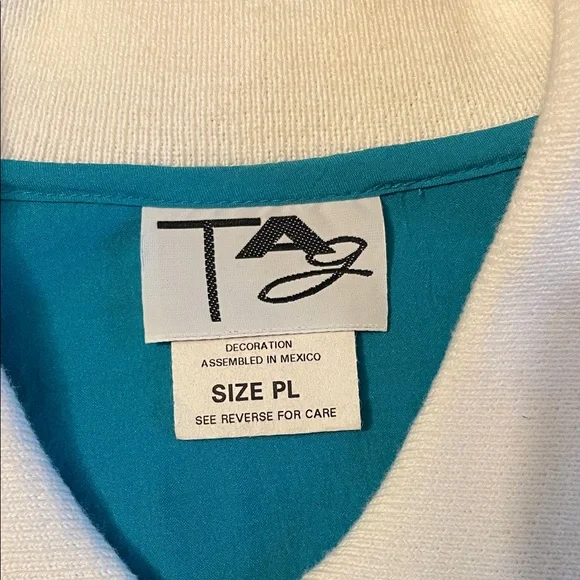 TAg
DECORATION
ASSEMBLED IN MEXICO
SIZE PL
SEE REVERSE FOR CARE